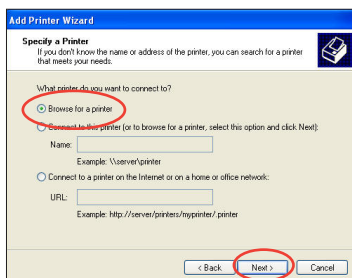 Add Printer Wizard
Specify a Printer
If you don't know the name or address of the printer, you can search for a printer
that meets your needs.
What printer do you want to connect to?
Browse for a printer
Connect to this printer (or to browse for a printer, select this option and click Next):
Name:
Example: \\server\printer
Connect to a printer on the Internet or on a home or office network:
URL:
Example: http://server/printers/myprinter/.printer
< Back
Next >
Cancel